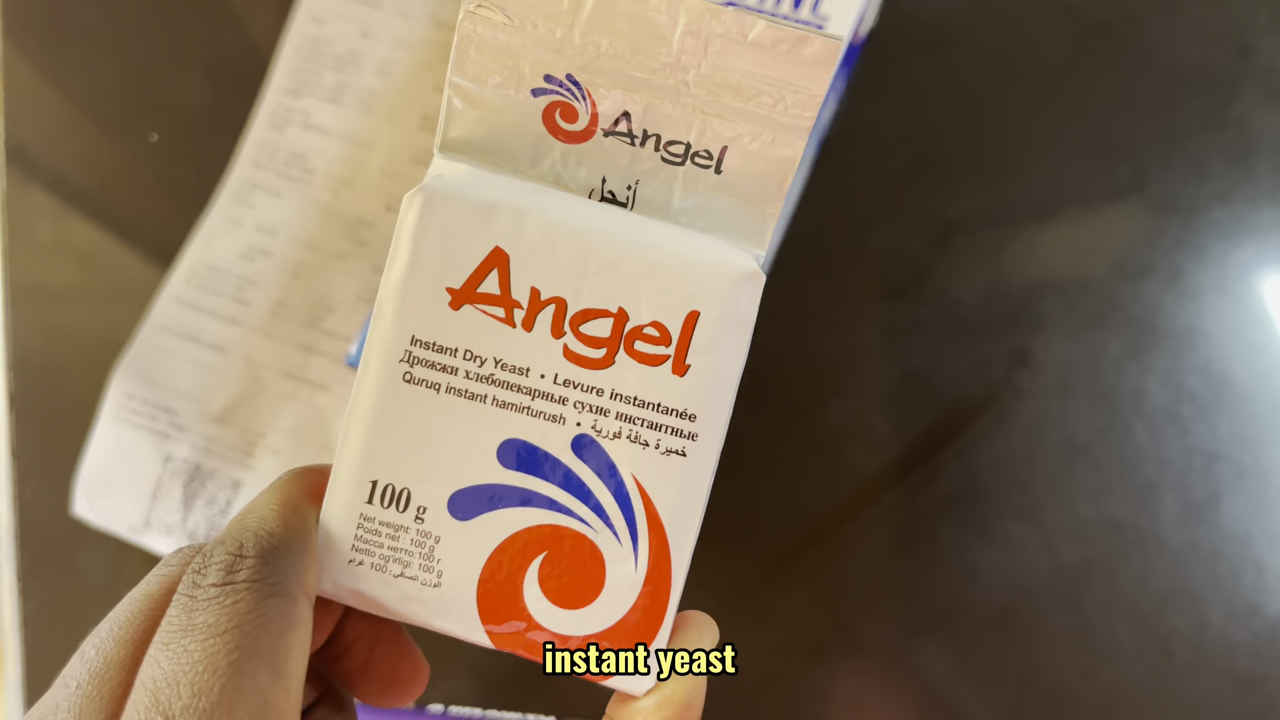 Angel
أنجل
Angel
Instant Dry Yeast • Levure instantanée
Дрожжи хлебопекарные сухие инстантные
Quruq instant hamirturush • خميرة جافة فورية
100 g
Net weight: 100 g
Poids net : 100 g
Масса нетто:100 г
Netto og'irligi: 100 g
الوزن الصافي: 100 غرام
instant yeast